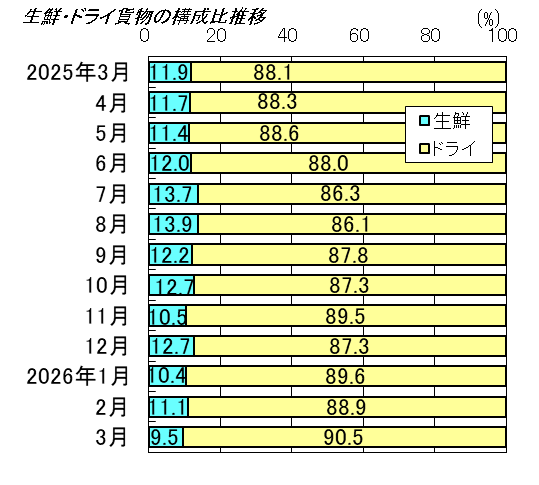 生鮮・ドライ貨物の構成比推移
(%)
0 20 40 60 80 100
2025年3月 11.9 88.1
4月 11.7 88.3
5月 11.4 88.6
6月 12.0 88.0
7月 13.7 86.3
8月 13.9 86.1
9月 12.2 87.8
10月 12.7 87.3
11月 10.5 89.5
12月 12.7 87.3
2026年1月 10.4 89.6
2月 11.1 88.9
3月 9.5 90.5
生鮮
ドライ